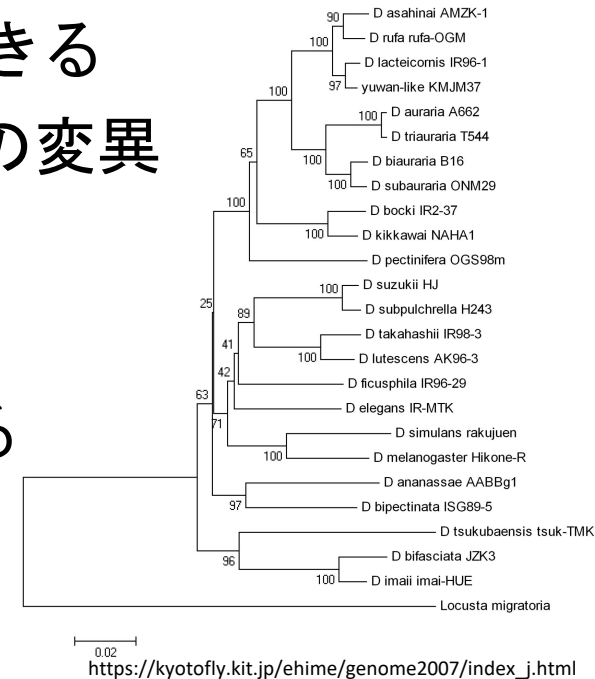 きる
の変異
る
90
D asahinai AMZK-1
100
D rufa rufa-OGM
D lacteicornis IR96-1
97
yuwan-like KMJM37
100
100
D auraria A662
D triauraria T544
65
100
D biauraria B16
100
D subauraria ONM29
100
D bocki IR2-37
100
D kikkawai NAHA1
D pectinifera OGS98m
100
D suzukii HJ
25
89
D subpulchrella H243
D takahashii IR98-3
41
100
D lutescens AK96-3
42
D ficusphila IR96-29
63
D elegans IR-MTK
71
D simulans rakujuen
100
D melanogaster Hikone-R
D ananassae AABBg1
97
D bipectinata ISG89-5
D tsukubaensis tsuk-TMK
96
D bifasciata JZK3
100
D imaii imai-HUE
Locusta migratoria
0.02
https://kyotofly.kit.jp/ehime/genome2007/index_j.html